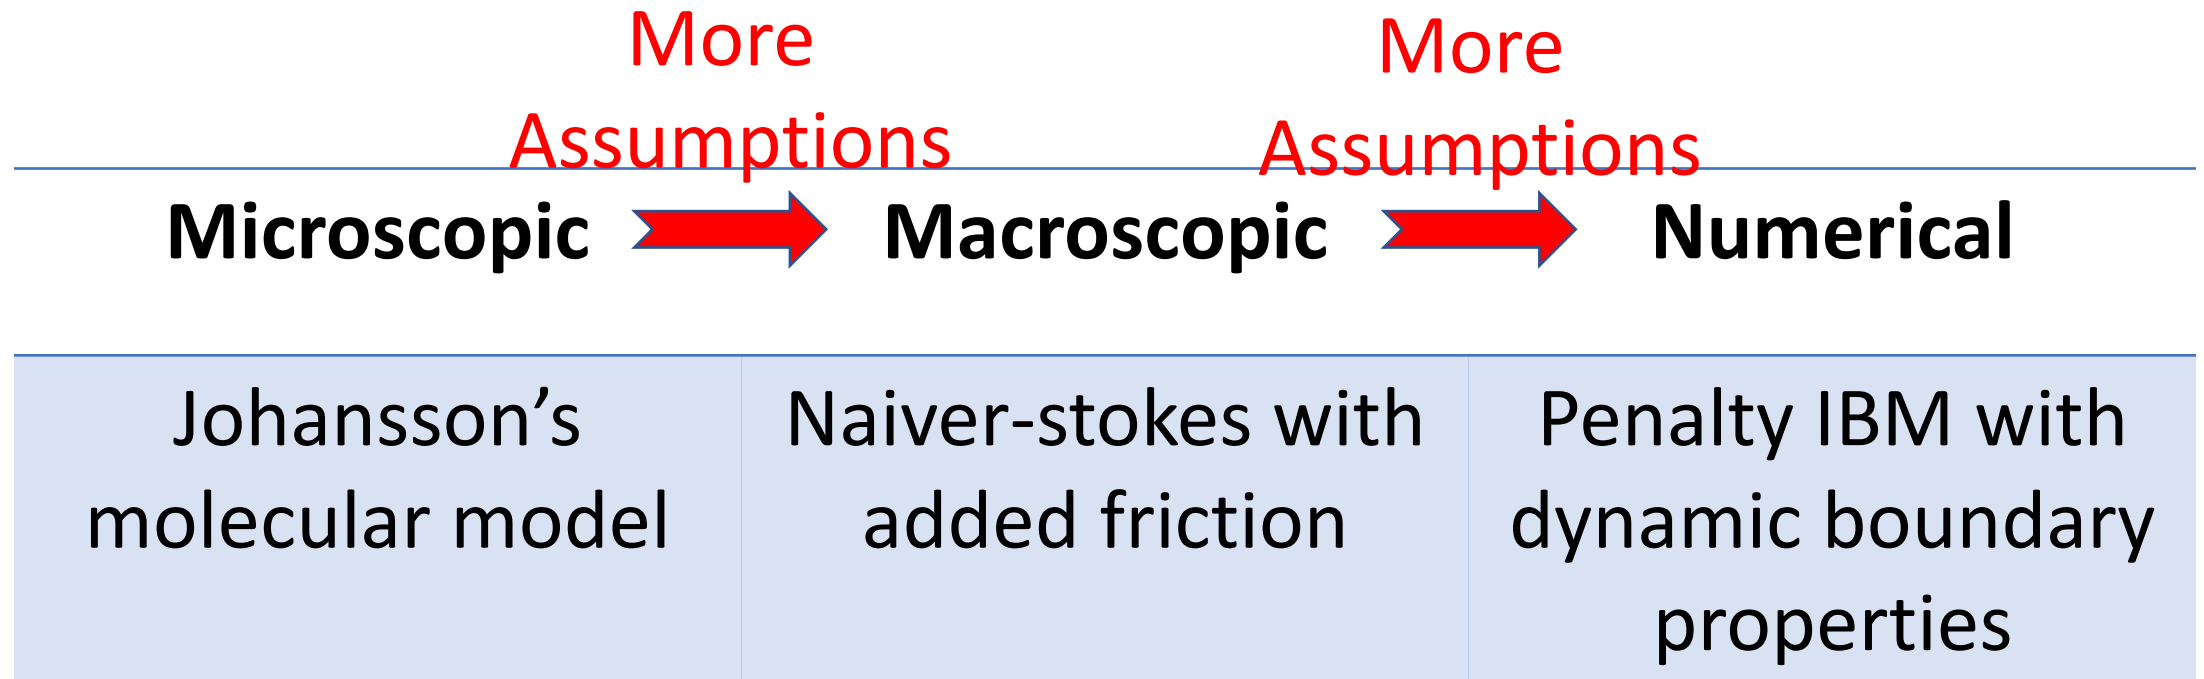 More
Assumptions
More
Assumptions
Microscopic
Macroscopic
Numerical
Johansson’s
molecular model
Naiver-stokes with
added friction
Penalty IBM with
dynamic boundary
properties